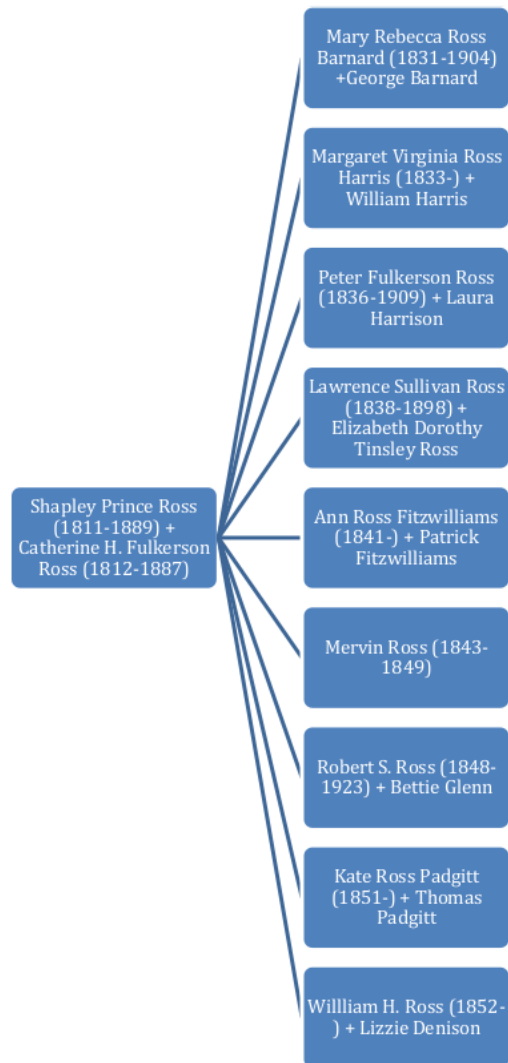 Mary Rebecca Ross
Barnard (1831-1904)
+George Barnard
Margaret Virginia Ross
Harris (1833-) +
William Harris
Peter Fulkerson Ross
(1836-1909) + Laura
Harrison
Lawrence Sullivan Ross
(1838-1898) +
Elizabeth Dorothy
Tinsley Ross
Shapley Prince Ross
(1811-1889) +
Catherine H. Fulkerson
Ross (1812-1887)
Ann Ross Fitzwilliams
(1841-) + Patrick
Fitzwilliams
Mervin Ross (1843-
1849)
Robert S. Ross (1848-
1923) + Bettie Glenn
Kate Ross Padgitt
(1851-) + Thomas
Padgitt
Willliam H. Ross (1852-
) + Lizzie Denison